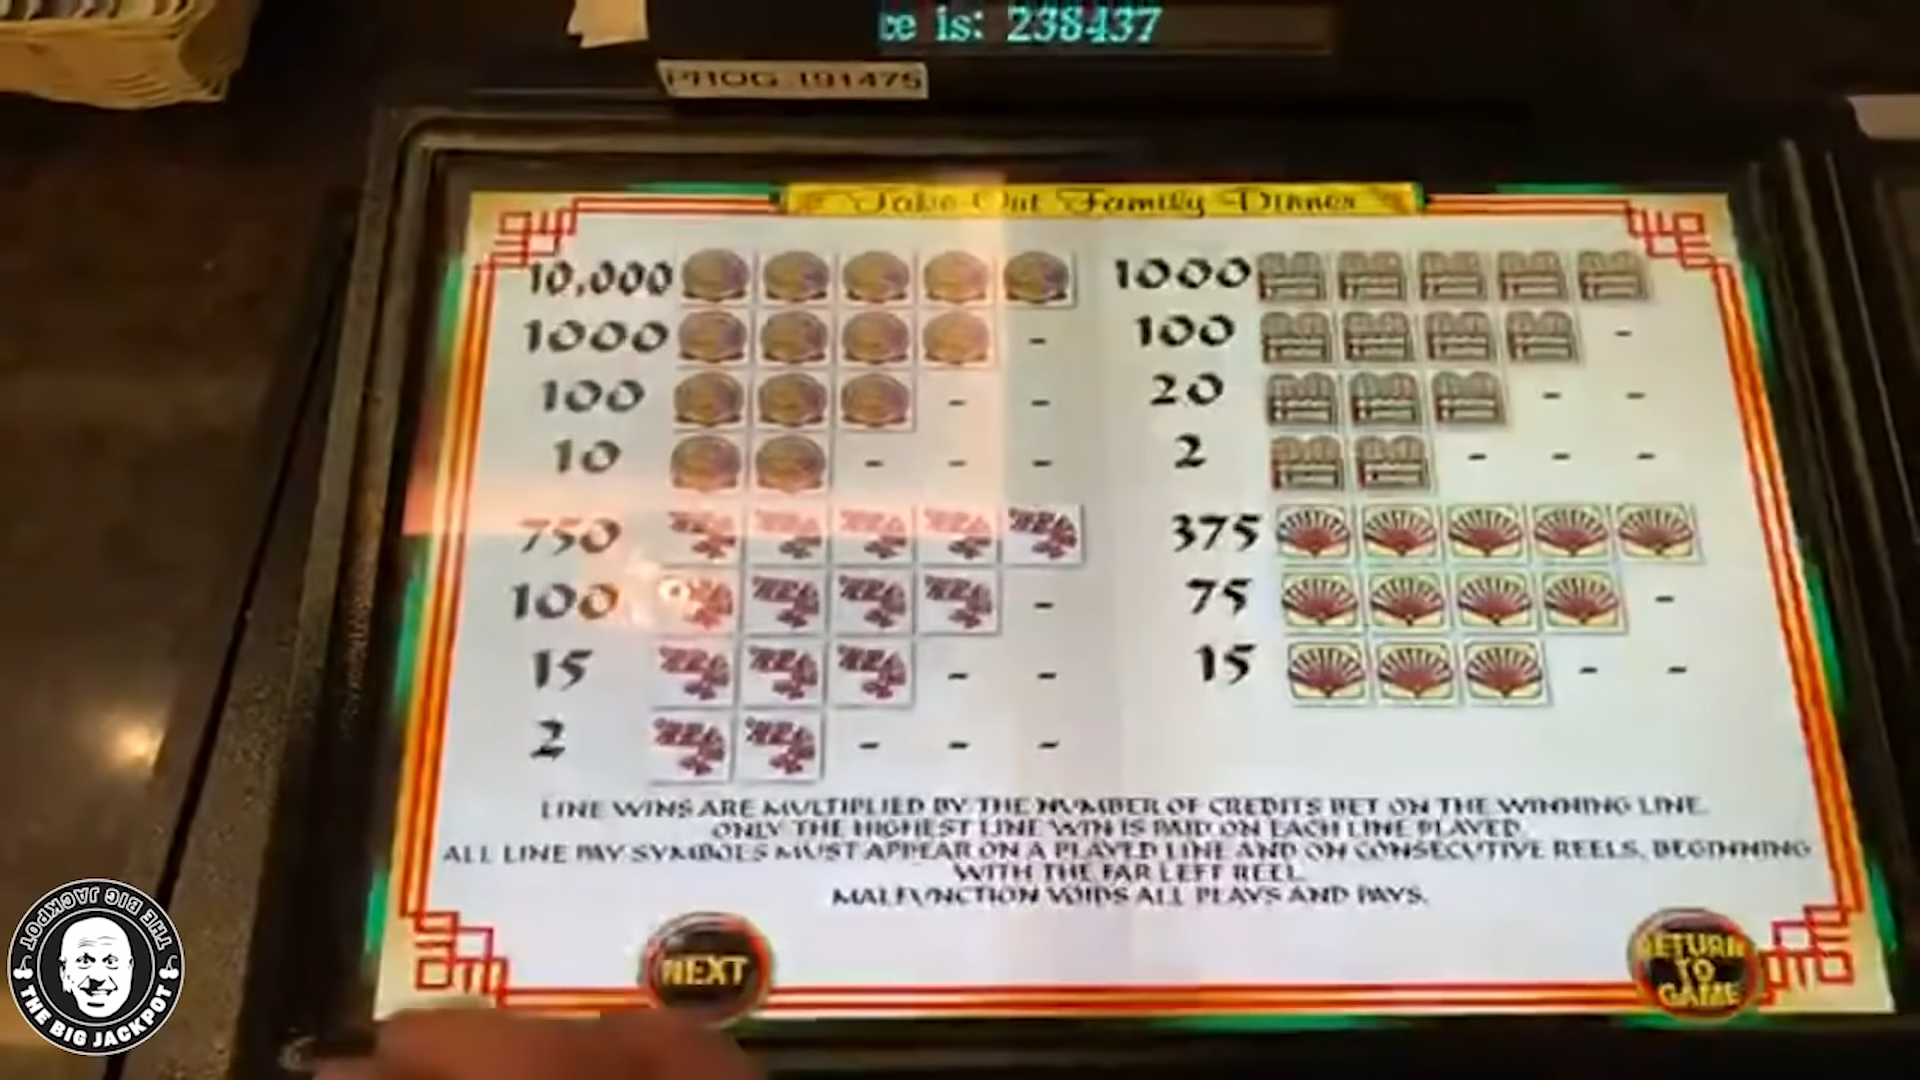 ce is: 238437
PROG 191475
Take Out Family Dinner
10,000
1000
1000 -
100 -
100 - -
20 - -
10 - - -
2 - - -
750
375
100 -
75 -
15 - -
15 - -
2 - - -
LINE WINS ARE MULTIPLIED BY THE NUMBER OF CREDITS BET ON THE WINNING LINE.
ONLY THE HIGHEST LINE WIN IS PAID ON EACH LINE PLAYED.
ALL LINE PAY SYMBOLS MUST APPEAR ON A PLAYED LINE AND ON CONSECUTIVE REELS, BEGINNING
WITH THE FAR LEFT REEL.
MALFUNCTION VOIDS ALL PLAYS AND PAYS.
NEXT
RETURN
TO
GAME
THE BIG JACKPOT
THE BIG JACKPOT